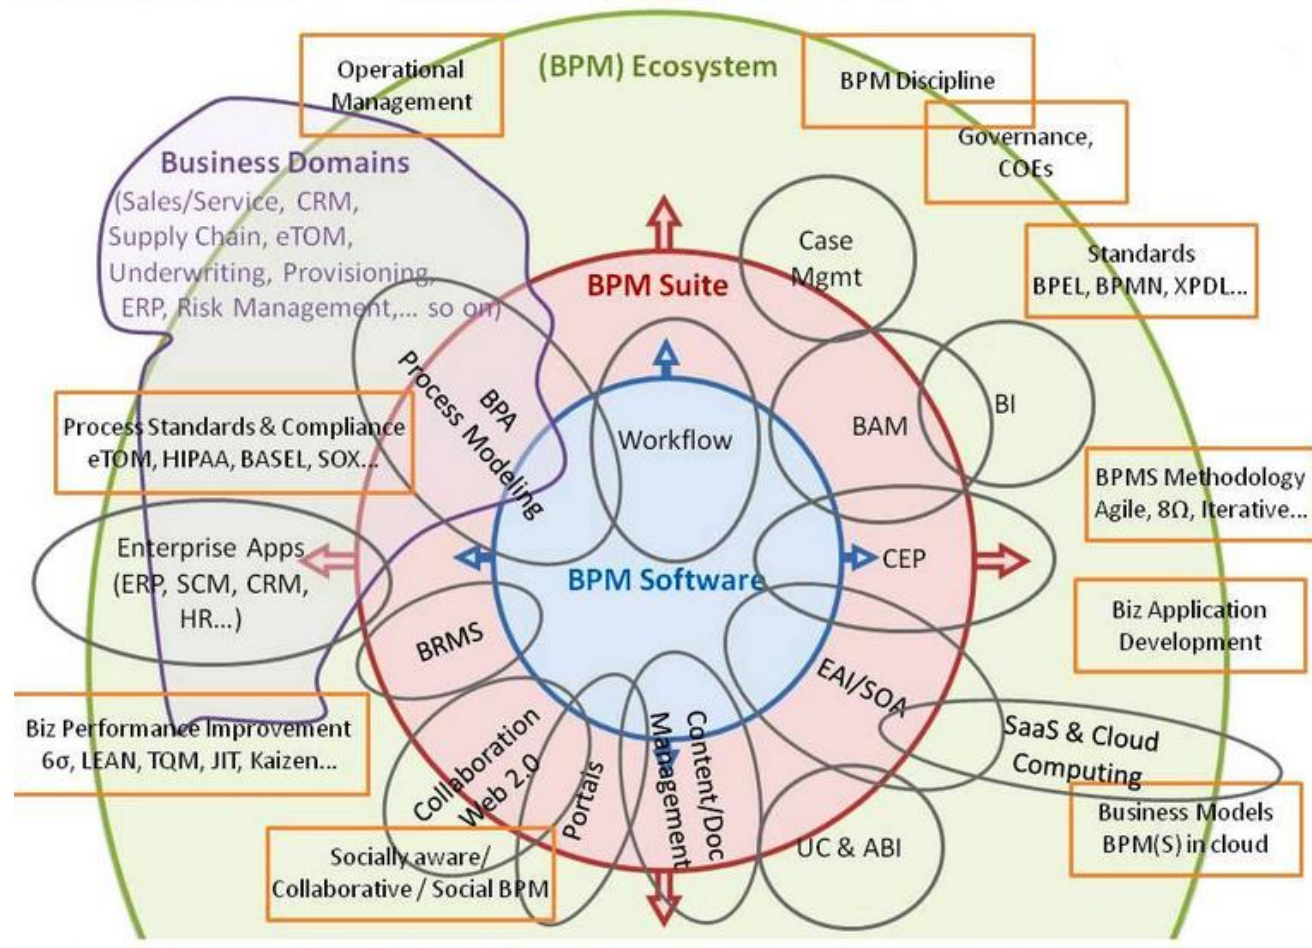 (BPM) Ecosystem
Operational
Management
BPM Discipline
Governance,
COEs
Business Domains
(Sales/Service, CRM,
Supply Chain, eTOM,
Underwriting, Provisioning,
ERP, Risk Management,... so on)
Case
Mgmt
Standards
BPEL, BPMN, XPDL...
BPM Suite
BPA
Process Modeling
Workflow
BAM
BI
Process Standards & Compliance
eTOM, HIPAA, BASEL, SOX...
BPMS Methodology
Agile, 8Ω, Iterative...
Enterprise Apps
(ERP, SCM, CRM,
HR...)
BPM Software
CEP
Biz Application
Development
BRMS
EAI/SOA
Biz Performance Improvement
6σ, LEAN, TQM, JIT, Kaizen...
Collaboration
Web 2.0
Portals
Content/Doc
Management
SaaS & Cloud
Computing
Business Models
BPM(S) in cloud
UC & ABI
Socially aware/
Collaborative / Social BPM